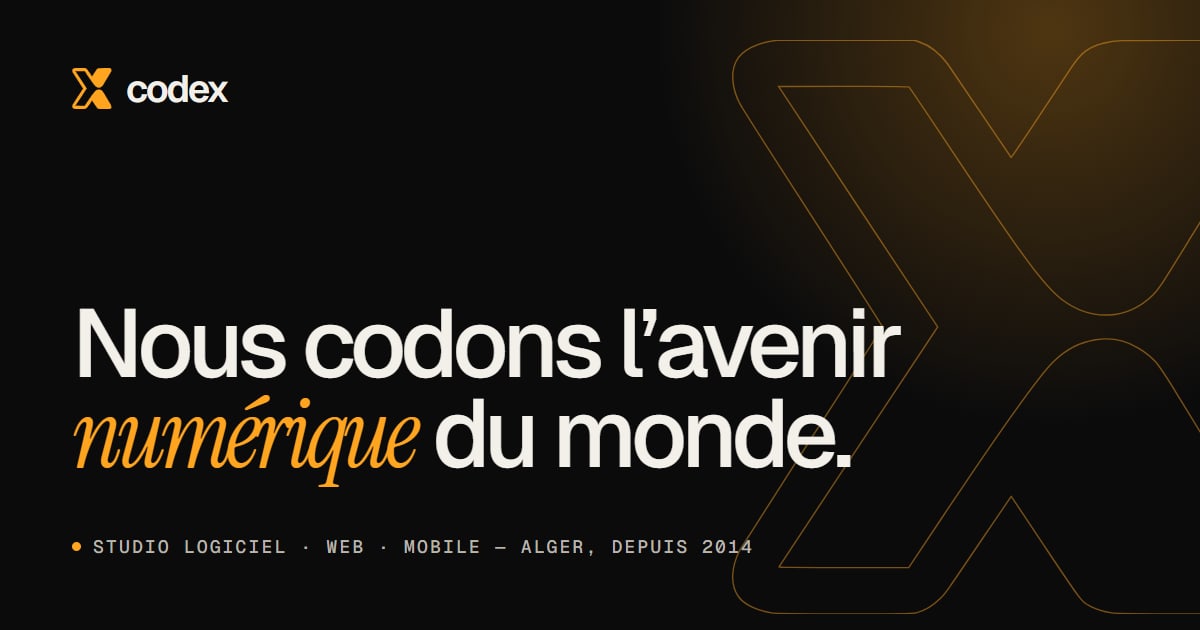 codex
Nous codons l’avenir
numérique du monde.
STUDIO LOGICIEL · WEB · MOBILE — ALGER, DEPUIS 2014